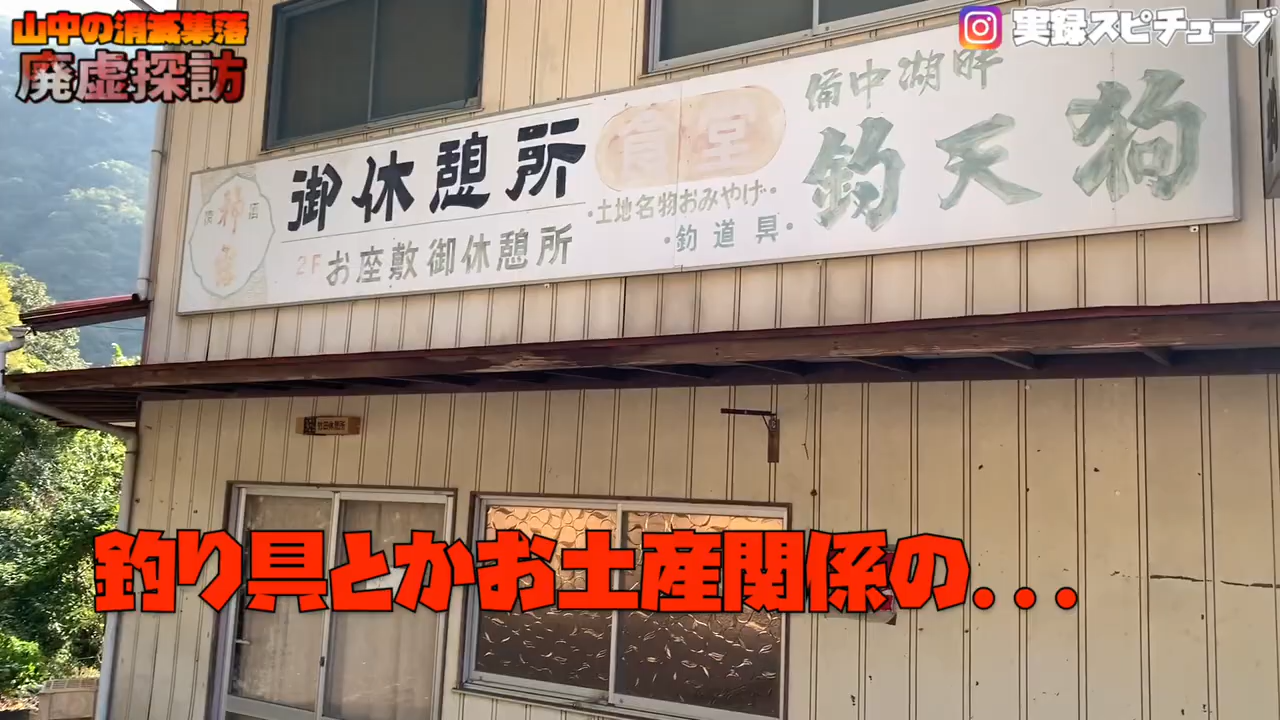 山中の消滅集落
廃虚探訪
実録スピチューブ
御休憩所
2F お座敷御休憩所
食堂
・土地名物おみやげ・
・釣道具・
備中湖畔
釣天狗
釣り具とかお土産関係の...